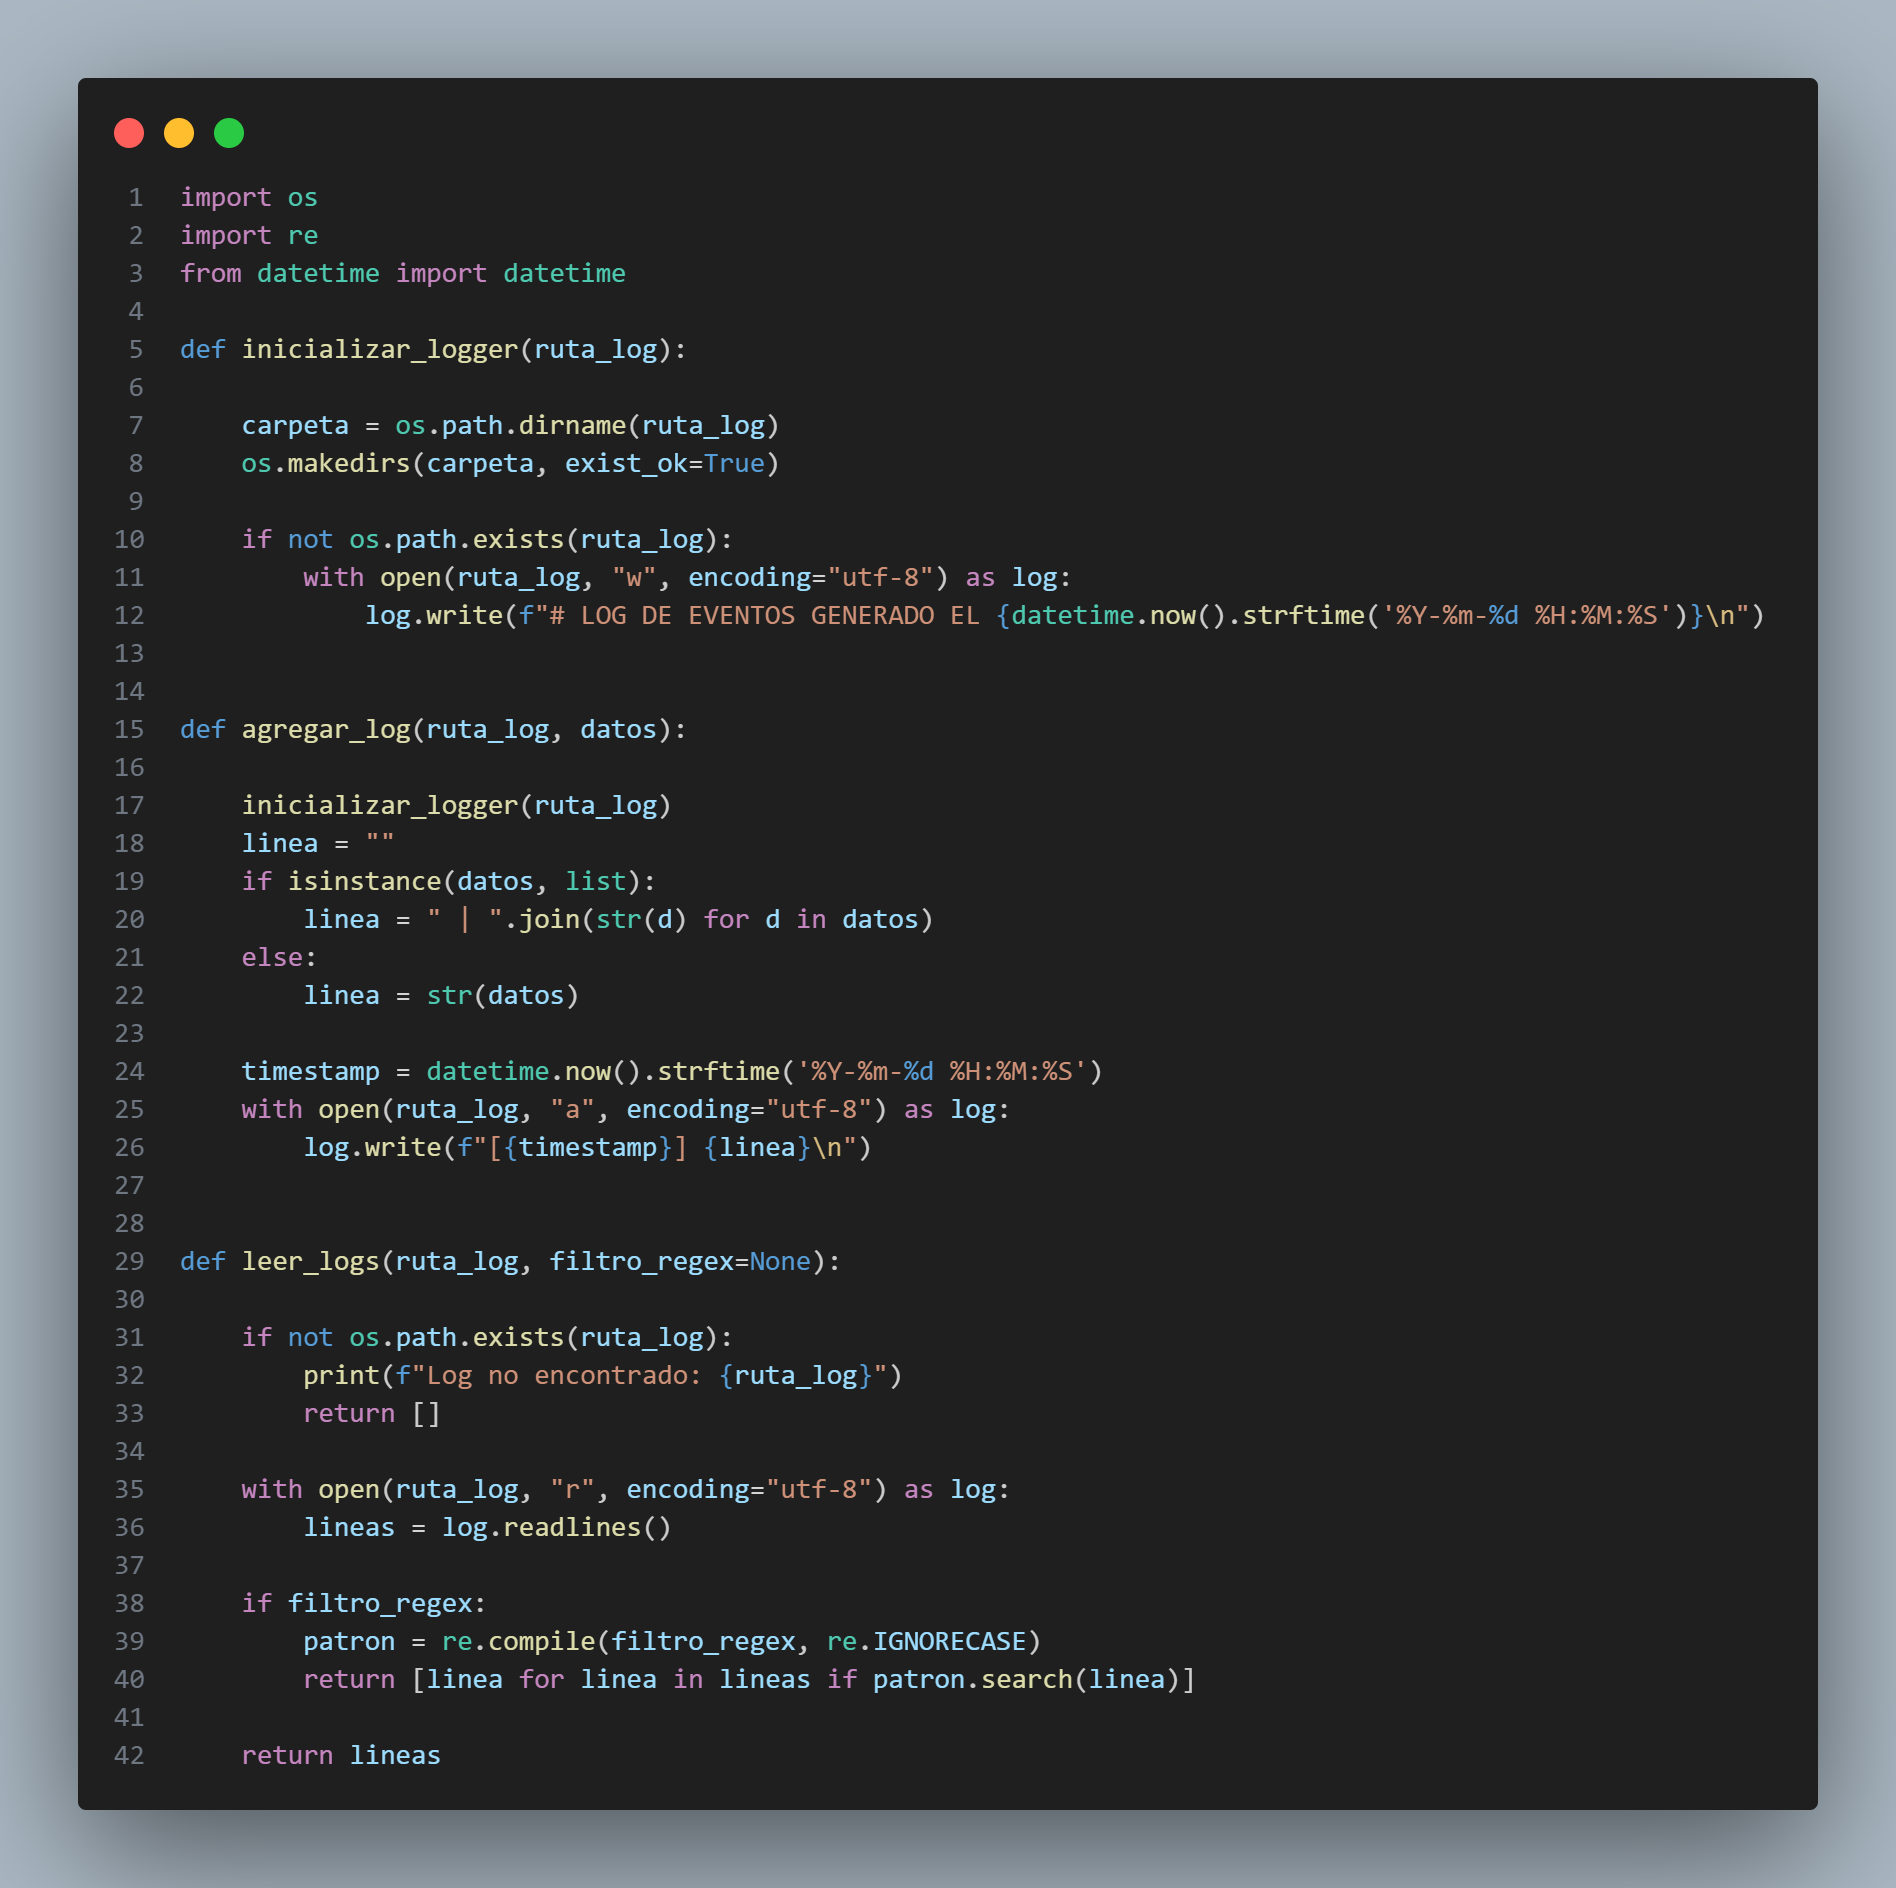 1 import os
2 import re
3 from datetime import datetime
4
5 def inicializar_logger(ruta_log):
6
7     carpeta = os.path.dirname(ruta_log)
8     os.makedirs(carpeta, exist_ok=True)
9
10     if not os.path.exists(ruta_log):
11         with open(ruta_log, "w", encoding="utf-8") as log:
12             log.write(f"# LOG DE EVENTOS GENERADO EL {datetime.now().strftime('%Y-%m-%d %H:%M:%S')}\n")
13
14
15 def agregar_log(ruta_log, datos):
16
17     inicializar_logger(ruta_log)
18     linea = ""
19     if isinstance(datos, list):
20         linea = " | ".join(str(d) for d in datos)
21     else:
22         linea = str(datos)
23
24     timestamp = datetime.now().strftime('%Y-%m-%d %H:%M:%S')
25     with open(ruta_log, "a", encoding="utf-8") as log:
26         log.write(f"[{timestamp}] {linea}\n")
27
28
29 def leer_logs(ruta_log, filtro_regex=None):
30
31     if not os.path.exists(ruta_log):
32         print(f"Log no encontrado: {ruta_log}")
33         return []
34
35     with open(ruta_log, "r", encoding="utf-8") as log:
36         lineas = log.readlines()
37
38     if filtro_regex:
39         patron = re.compile(filtro_regex, re.IGNORECASE)
40         return [linea for linea in lineas if patron.search(linea)]
41
42     return lineas